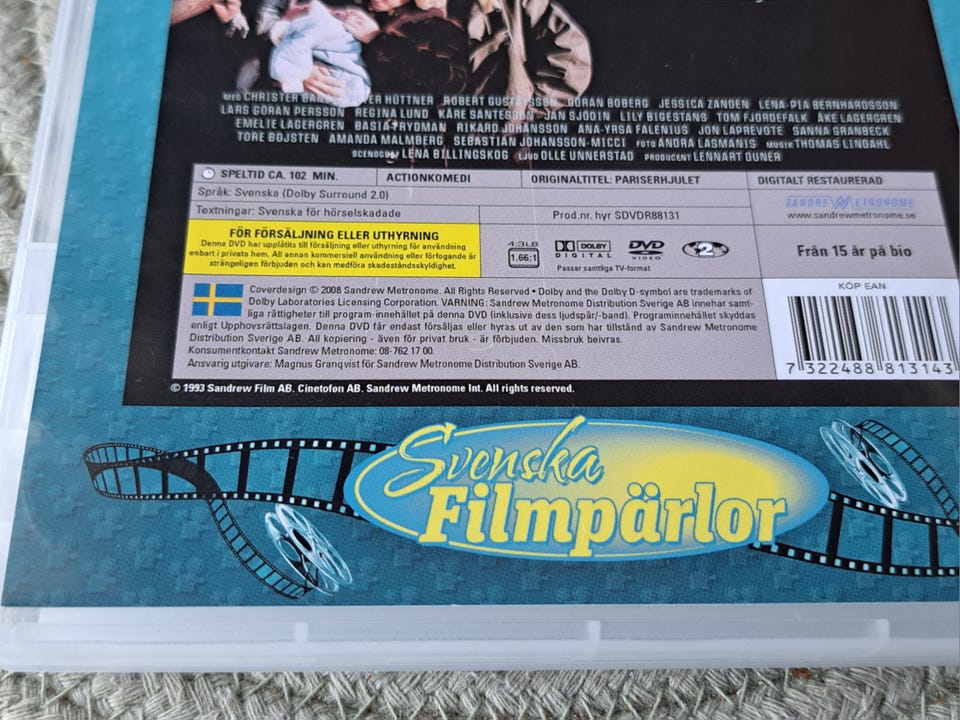 MED CHRISTER BANKE PETER HÜTTNER ROBERT GUSTAFSSON GÖRAN BOBERG JESSICA ZANDÉN LENA-PIA BERNHARDSSON
LARS GÖRAN PERSSON REGINA LUND KÅRE SANTESSON JAN SJÖDIN LILY BIGESTANS TOM FJORDEFALK ÅKE LAGERGREN
EMELIE LAGERGREN BASIA FRYDMAN RIKARD JOHANSSON ANA-YRSA FALENIUS JON LAPREVOTE SANNA GRANBECK
TORE BÖJSTEN AMANDA MALMBERG SEBASTIAN JOHANSSON-MICCI FOTO ANDRA LASMANIS MUSIK THOMAS LINDAHL
SCENOGRAF LENA BILLINGSKOG LJUD OLLE UNNERSTAD PRODUCENT LENNART DUNÉR
SPELTID CA. 102 MIN. ACTIONKOMEDI ORIGINALTITEL: PARISERHJULET DIGITALT RESTAURERAD
Språk: Svenska (Dolby Surround 2.0)
SANDREW METRONOME
www.sandrewmetronome.se
Textningar: Svenska för hörselskadade Prod.nr. hyr SDVDR88131
FÖR FÖRSÄLJNING ELLER UTHYRNING
Denna DVD har upplåtits till försäljning eller uthyrning för användning
enbart i privata hem. All annan kommersiell användning eller förfogande är
strängeligen förbjuden och kan medföra skadeståndsskyldighet.
4:3LB
1.66:1
DOLBY
DIGITAL
DVD
VIDEO
2
Passar samtliga TV-format
Från 15 år på bio
KÖP EAN
7 322488 813143
Coverdesign © 2008 Sandrew Metronome. All Rights Reserved • Dolby and the Dolby D-symbol are trademarks of
Dolby Laboratories Licensing Corporation. VARNING: Sandrew Metronome Distribution Sverige AB innehar samt-
liga rättigheter till program-innehållet på denna DVD (inklusive dess ljudspår/-band). Programinnehållet skyddas
enligt Upphovsrättslagen. Denna DVD får endast försäljas eller hyras ut av den som har tillstånd av Sandrew Metronome
Distribution Sverige AB. All kopiering - även för privat bruk - är förbjuden. Missbruk beivras.
Konsumentkontakt Sandrew Metronome: 08-762 17 00.
Ansvarig utgivare: Magnus Granqvist för Sandrew Metronome Distribution Sverige AB.
© 1993 Sandrew Film AB. Cinetofon AB. Sandrew Metronome Int. All rights reserved.
Svenska
Filmpärlor